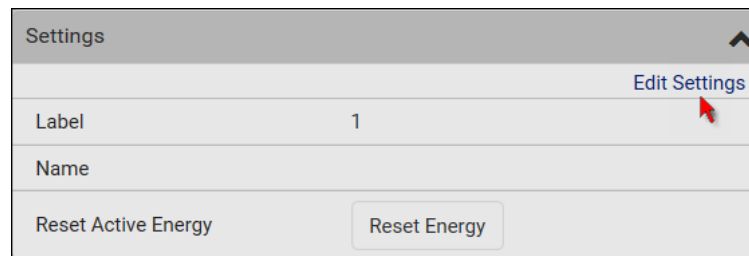 Settings
Edit Settings
Label 1
Name
Reset Active Energy Reset Energy